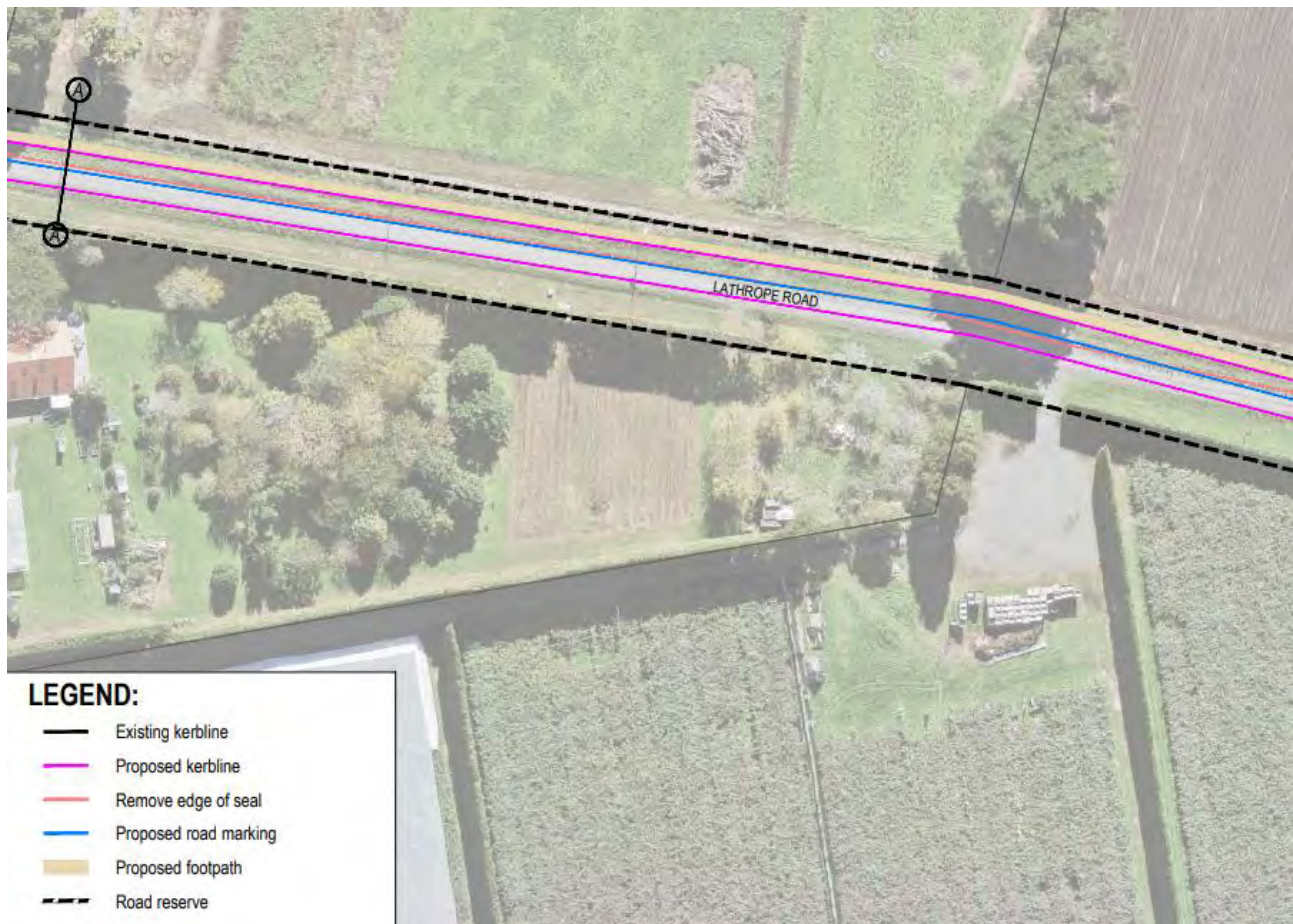 A
A
LATHROPE ROAD
LEGEND:
Existing kerbline
Proposed kerbline
Remove edge of seal
Proposed road marking
Proposed footpath
Road reserve